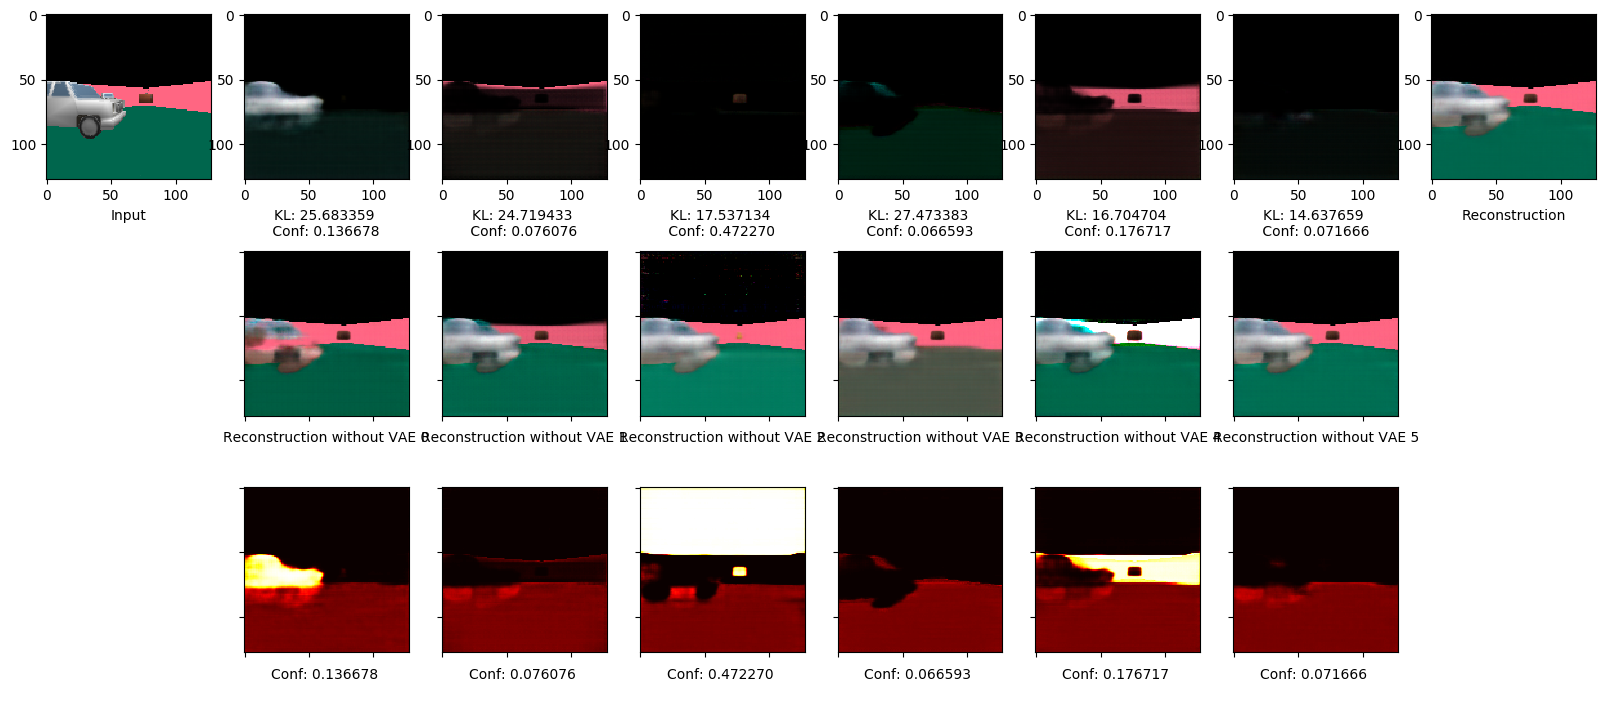 0
50
100
0 50 100
Input
0
50
100
0 50 100
KL: 25.683359
Conf: 0.136678
0
50
100
0 50 100
KL: 24.719433
Conf: 0.076076
0
50
100
0 50 100
KL: 17.537134
Conf: 0.472270
0
50
100
0 50 100
KL: 27.473383
Conf: 0.066593
0
50
100
0 50 100
KL: 16.704704
Conf: 0.176717
0
50
100
0 50 100
KL: 14.637659
Conf: 0.071666
0
50
100
0 50 100
Reconstruction
Reconstruction without VAE 0
Reconstruction without VAE 1
Reconstruction without VAE 2
Reconstruction without VAE 3
Reconstruction without VAE 4
Reconstruction without VAE 5
Conf: 0.136678
Conf: 0.076076
Conf: 0.472270
Conf: 0.066593
Conf: 0.176717
Conf: 0.071666